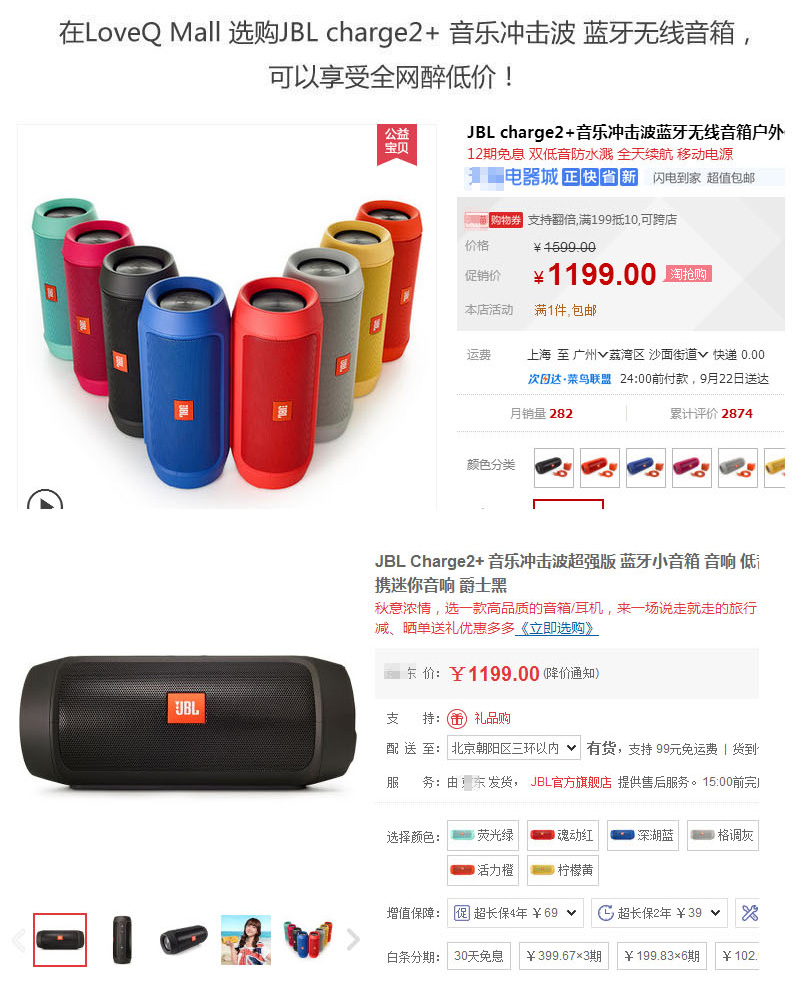 在LoveQ Mall 选购JBL charge2+ 音乐冲击波 蓝牙无线音箱，
可以享受全网醉低价！
公益
宝贝
JBL
JBL
JBL
JBL
JBL
JBL
JBL
JBL
JBL charge2+音乐冲击波蓝牙无线音箱户外
12期免息 双低音防水溅 全天续航 移动电源
电器城 正快省新 闪电到家 超值包邮
购物券 支持翻倍,满199抵10,可跨店
价格 ¥1599.00
促销价 ¥1199.00 淘抢购
本店活动 满1件,包邮
运费 上海 至 广州 荔湾区 沙面街道 快递 0.00
次日达·菜鸟联盟 24:00前付款，9月22日送达
月销量 282 累计评价 2874
颜色分类
JBL Charge2+ 音乐冲击波超强版 蓝牙小音箱 音响 低音
携迷你音响 爵士黑
秋意浓情，选一款高品质的音箱/耳机，来一场说走就走的旅行
减、晒单送礼优惠多多《立即选购》
JBL
东 价： ￥1199.00 (降价通知)
支 持： 礼品购
配 送 至： 北京朝阳区三环以内 有货，支持 99元免运费 | 货到
服 务： 由 东 发货， JBL官方旗舰店 提供售后服务。15:00前完
选择颜色： 荧光绿 魂动红 深湖蓝 格调灰
活力橙 柠檬黄
增值保障： 促 超长保4年 ￥69 超长保2年 ￥39
白条分期： 30天免息 ￥399.67×3期 ￥199.83×6期 ￥102.